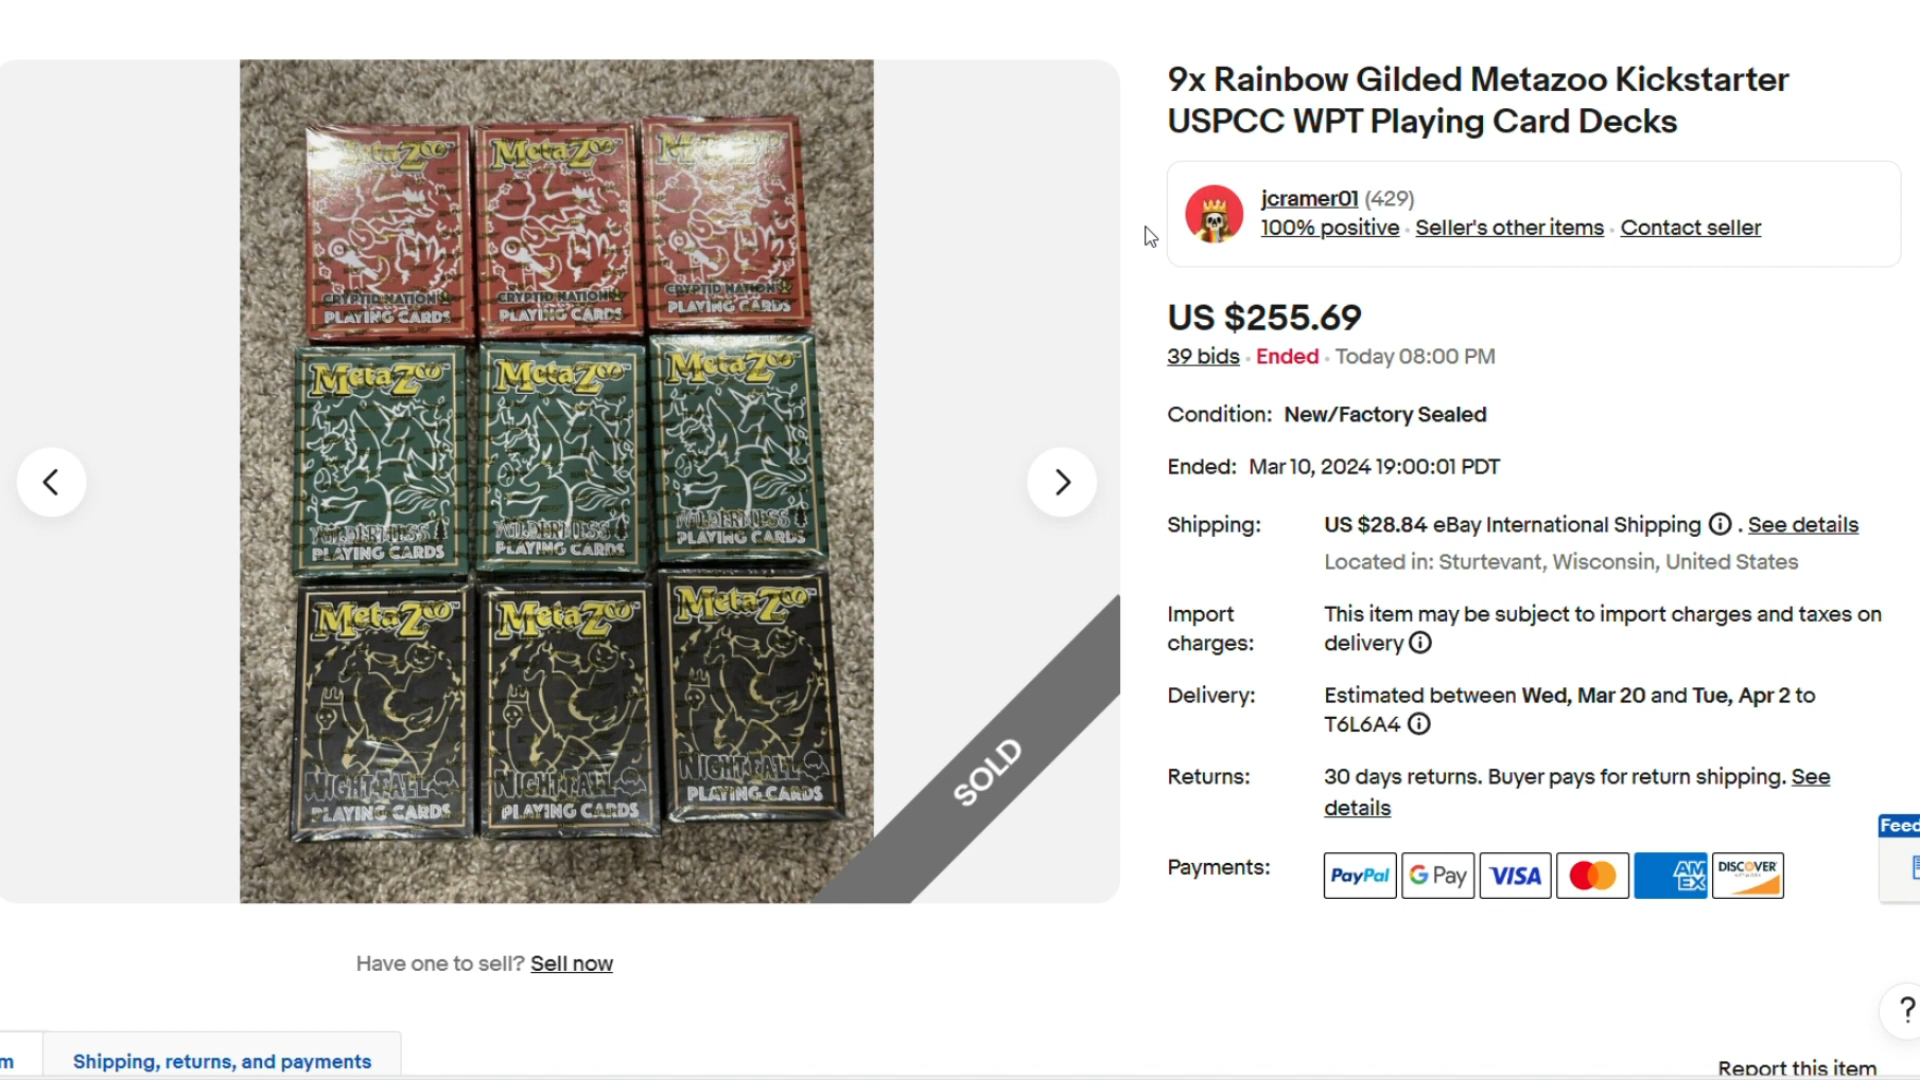 9x Rainbow Gilded Metazoo Kickstarter
USPCC WPT Playing Card Decks
jcramer01 (429)
100% positive · Seller's other items · Contact seller
US $255.69
39 bids · Ended · Today 08:00 PM
Condition: New/Factory Sealed
Ended: Mar 10, 2024 19:00:01 PDT
Shipping: US $28.84 eBay International Shipping . See details
Located in: Sturtevant, Wisconsin, United States
Import charges: This item may be subject to import charges and taxes on
delivery
Delivery: Estimated between Wed, Mar 20 and Tue, Apr 2 to
T6L6A4
Returns: 30 days returns. Buyer pays for return shipping. See
details
Payments: PayPal G Pay VISA AM EX DISCOVER
MetaZoo MetaZoo MetaZoo
CRYPTID NATION CRYPTID NATION CRYPTID NATION
PLAYING CARDS PLAYING CARDS PLAYING CARDS
MetaZoo MetaZoo MetaZoo
WILDERNESS WILDERNESS WILDERNESS
PLAYING CARDS PLAYING CARDS PLAYING CARDS
MetaZoo MetaZoo MetaZoo
NIGHTFALL NIGHTFALL NIGHTFALL
PLAYING CARDS PLAYING CARDS PLAYING CARDS
SOLD
Have one to sell? Sell now
Feed
?
m
Shipping, returns, and payments
Report this item